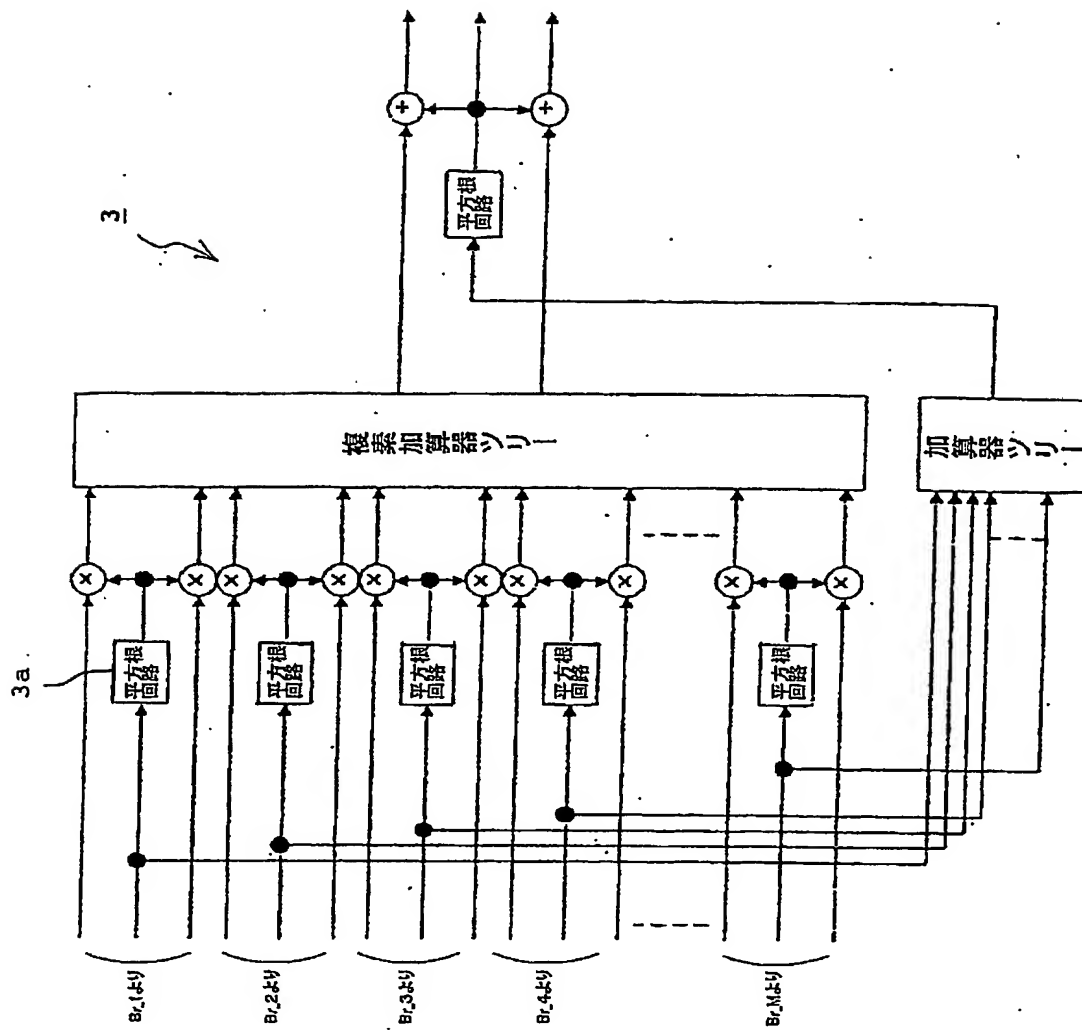 3
3a
Br_1より
Br_2より
Br_3より
Br_4より
Br_Mより
平方根
回路
平方根
回路
平方根
回路
平方根
回路
平方根
回路
×
×
×
×
×
×
×
×
×
×
複素加算器ツリー
加算器ツリー
平方根
回路
+
+